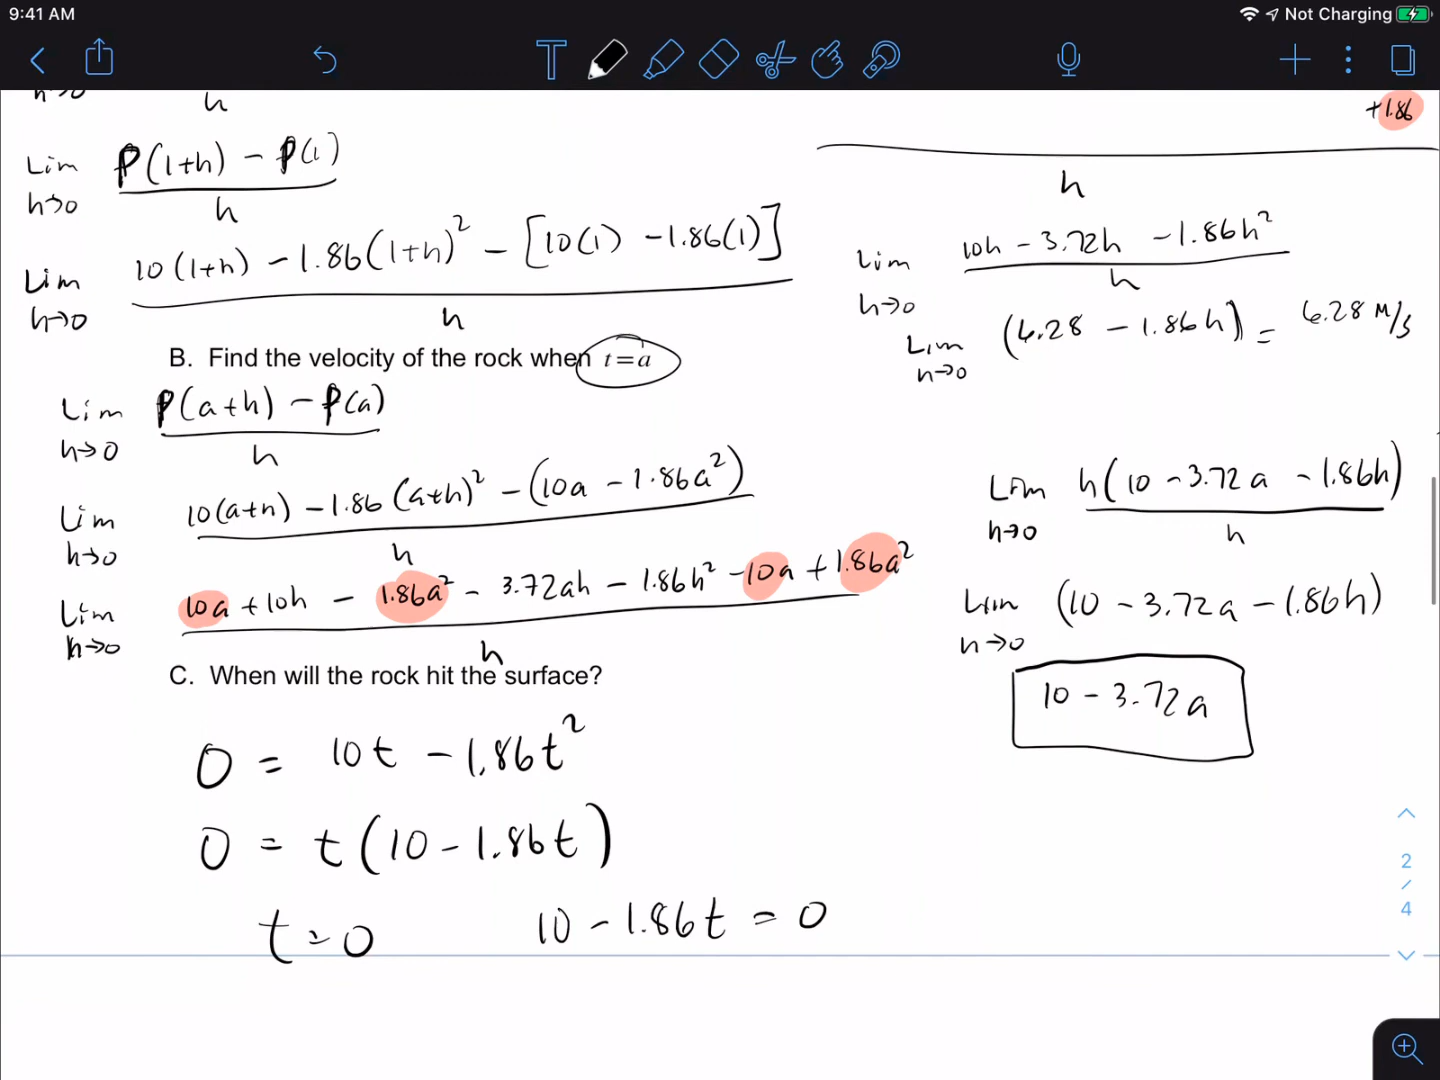 9:41 AM
Not Charging
h→0
h
+1.86
Lim P(1+h) - P(1)
h→0 h
h
Lim 10(1+h) - 1.86(1+h)² - [10(1) - 1.86(1)]
h→0 h
Lim 10h - 3.72h - 1.86h²
h→0 h
Lim (6.28 - 1.86h) = 6.28 M/s
h→0
B. Find the velocity of the rock when t=a
Lim P(a+h) - P(a)
h→0 h
Lim 10(a+h) - 1.86(a+h)² - (10a - 1.86a²)
h→0 h
Lim 10a + 10h - 1.86a² - 3.72ah - 1.86h² - 10a + 1.86a²
h→0 h
Lim h(10 - 3.72a - 1.86h)
h→0 h
Lim (10 - 3.72a - 1.86h)
h→0
10 - 3.72a
C. When will the rock hit the surface?
0 = 10t - 1.86t²
0 = t(10 - 1.86t)
t = 0 10 - 1.86t = 0
2
/
4